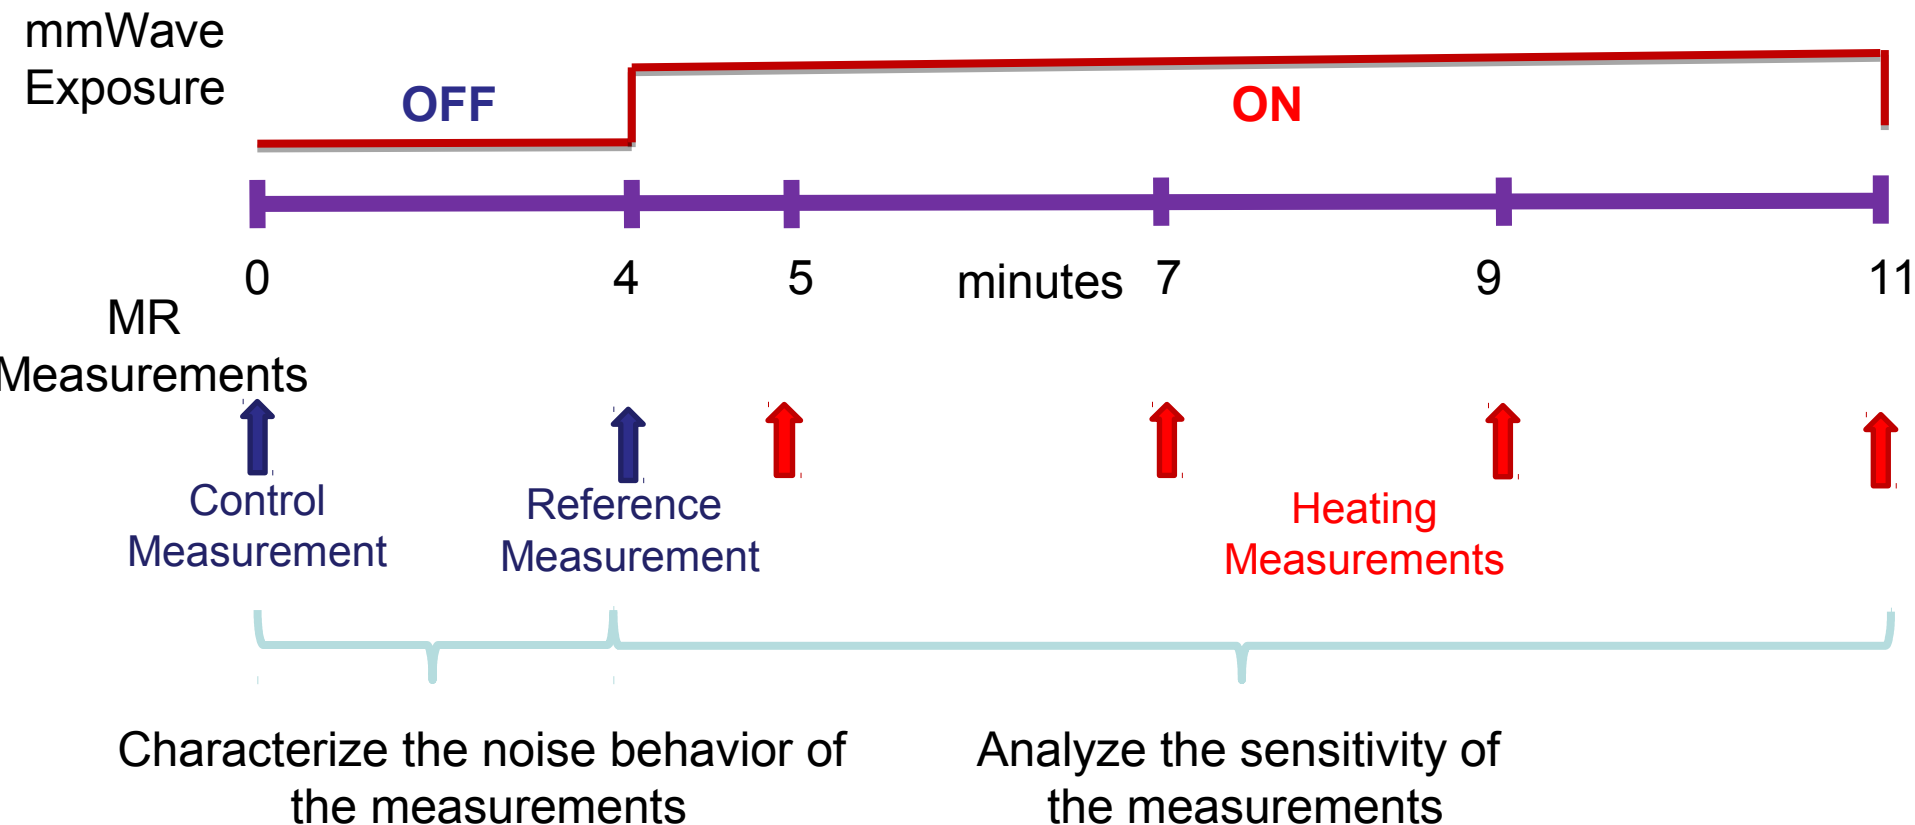 mmWave
Exposure
OFF
ON
0 4 5 minutes 7 9 11
MR
Measurements
Control
Measurement
Reference
Measurement
Heating
Measurements
Characterize the noise behavior of
the measurements
Analyze the sensitivity of
the measurements